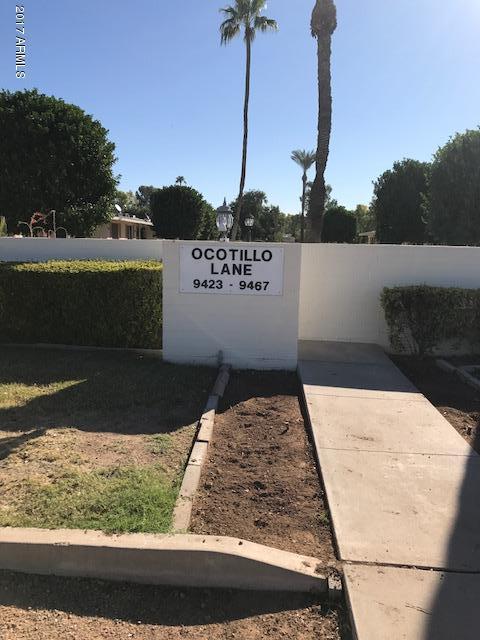 2017 ARMLS
OCOTILLO
LANE
9423 - 9467